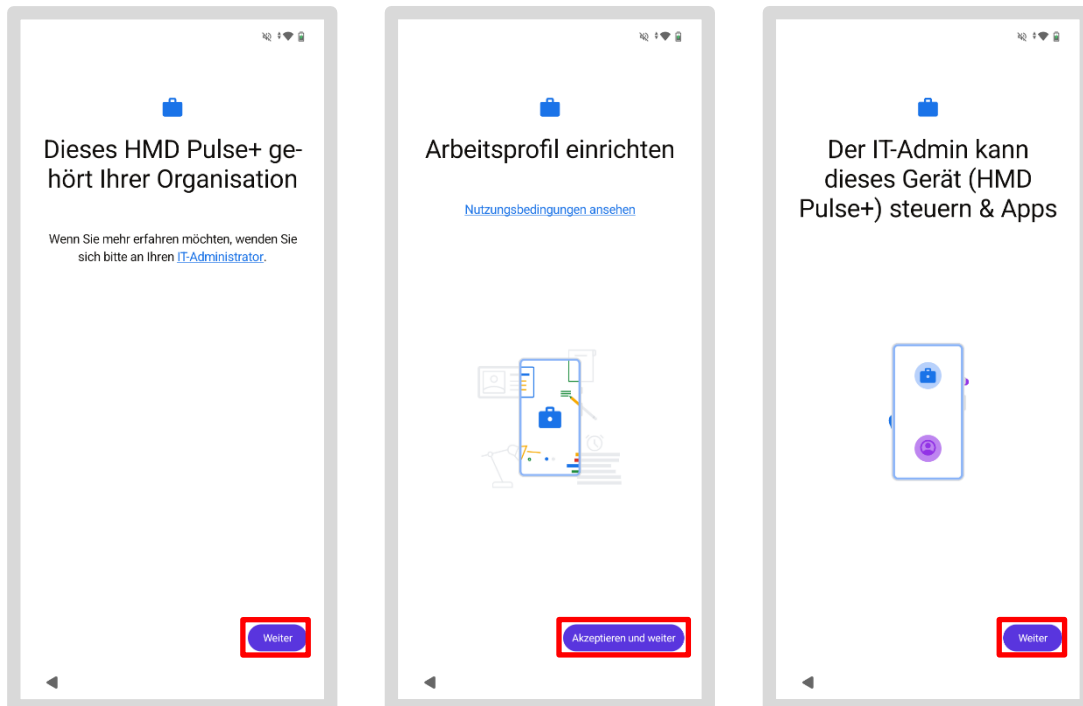 Dieses HMD Pulse+ ge-
hört Ihrer Organisation
Wenn Sie mehr erfahren möchten, wenden Sie
sich bitte an Ihren IT-Administrator.
Weiter
Arbeitsprofil einrichten
Nutzungsbedingungen ansehen
Akzeptieren und weiter
Der IT-Admin kann
dieses Gerät (HMD
Pulse+) steuern & Apps
Weiter